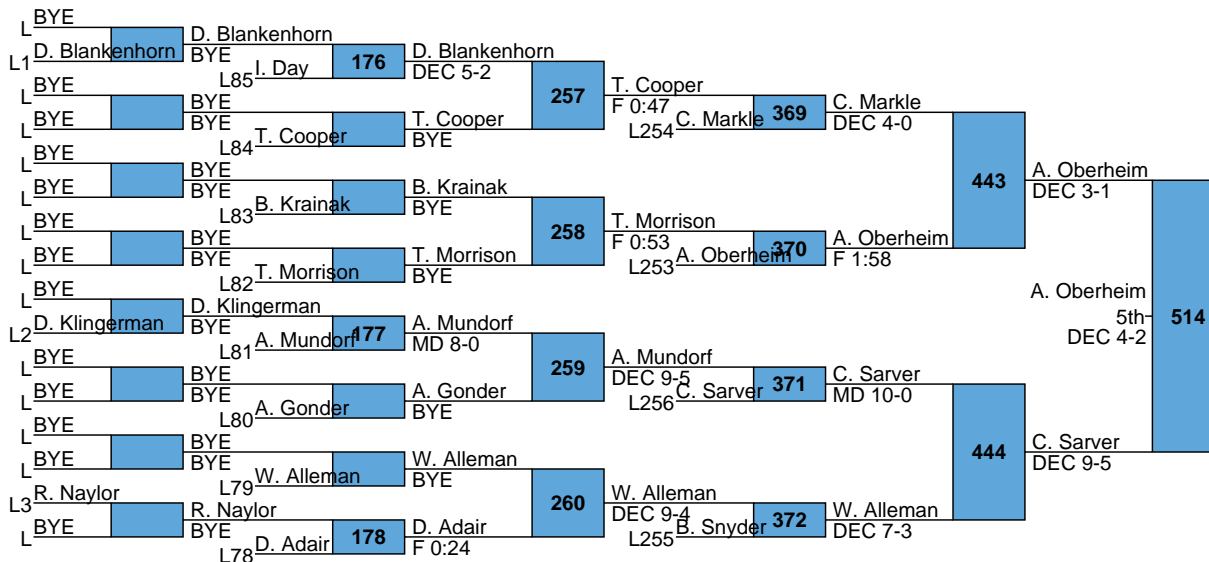 BYE
L
D. Blankenhorn
L1
D. Blankenhorn
BYE
I. Day
L85
176
D. Blankenhorn
DEC 5-2
BYE
L
BYE
L
BYE
BYE
T. Cooper
L84
T. Cooper
BYE
257
T. Cooper
F 0:47
C. Markle
L254
369
C. Markle
DEC 4-0
BYE
L
BYE
L
BYE
BYE
B. Krainak
L83
B. Krainak
BYE
BYE
L
BYE
L
BYE
BYE
T. Morrison
L82
T. Morrison
BYE
258
T. Morrison
F 0:53
A. Oberheim
L253
370
A. Oberheim
F 1:58
443
A. Oberheim
DEC 3-1
BYE
L
D. Klingerman
L2
D. Klingerman
BYE
A. Mundorf
L81
177
A. Mundorf
MD 8-0
BYE
L
BYE
L
BYE
BYE
A. Gonder
L80
A. Gonder
BYE
259
A. Mundorf
DEC 9-5
C. Sarver
L256
371
C. Sarver
MD 10-0
BYE
L
BYE
L
BYE
BYE
W. Alleman
L79
W. Alleman
BYE
R. Naylor
L3
BYE
L
R. Naylor
BYE
D. Adair
L78
178
D. Adair
F 0:24
260
W. Alleman
DEC 9-4
B. Snyder
L255
372
W. Alleman
DEC 7-3
444
C. Sarver
DEC 9-5
A. Oberheim
5th
DEC 4-2
514